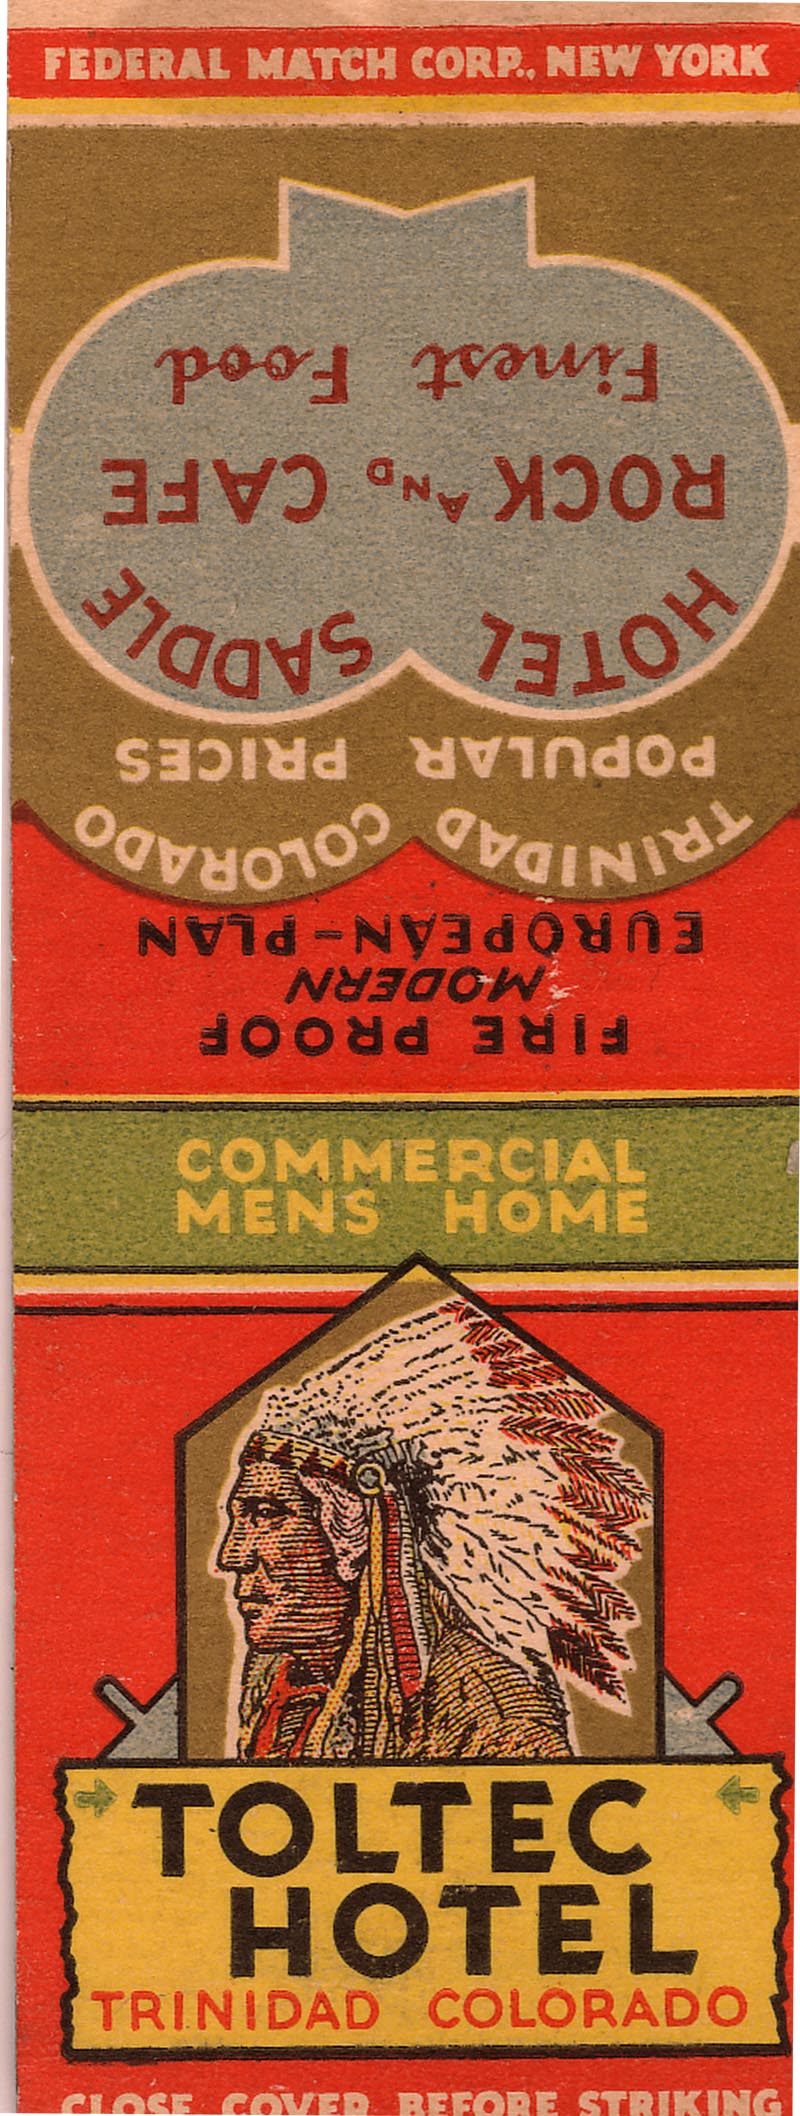 FEDERAL MATCH CORP., NEW YORK
FIRE PROOF
MODERN
EUROPEAN-PLAN
TRINIDAD COLORADO
POPULAR PRICES
HOTEL SADDLE
ROCK AND CAFE
Finest Food
COMMERCIAL
MENS HOME
TOLTEC
HOTEL
TRINIDAD COLORADO
CLOSE COVER BEFORE STRIKING